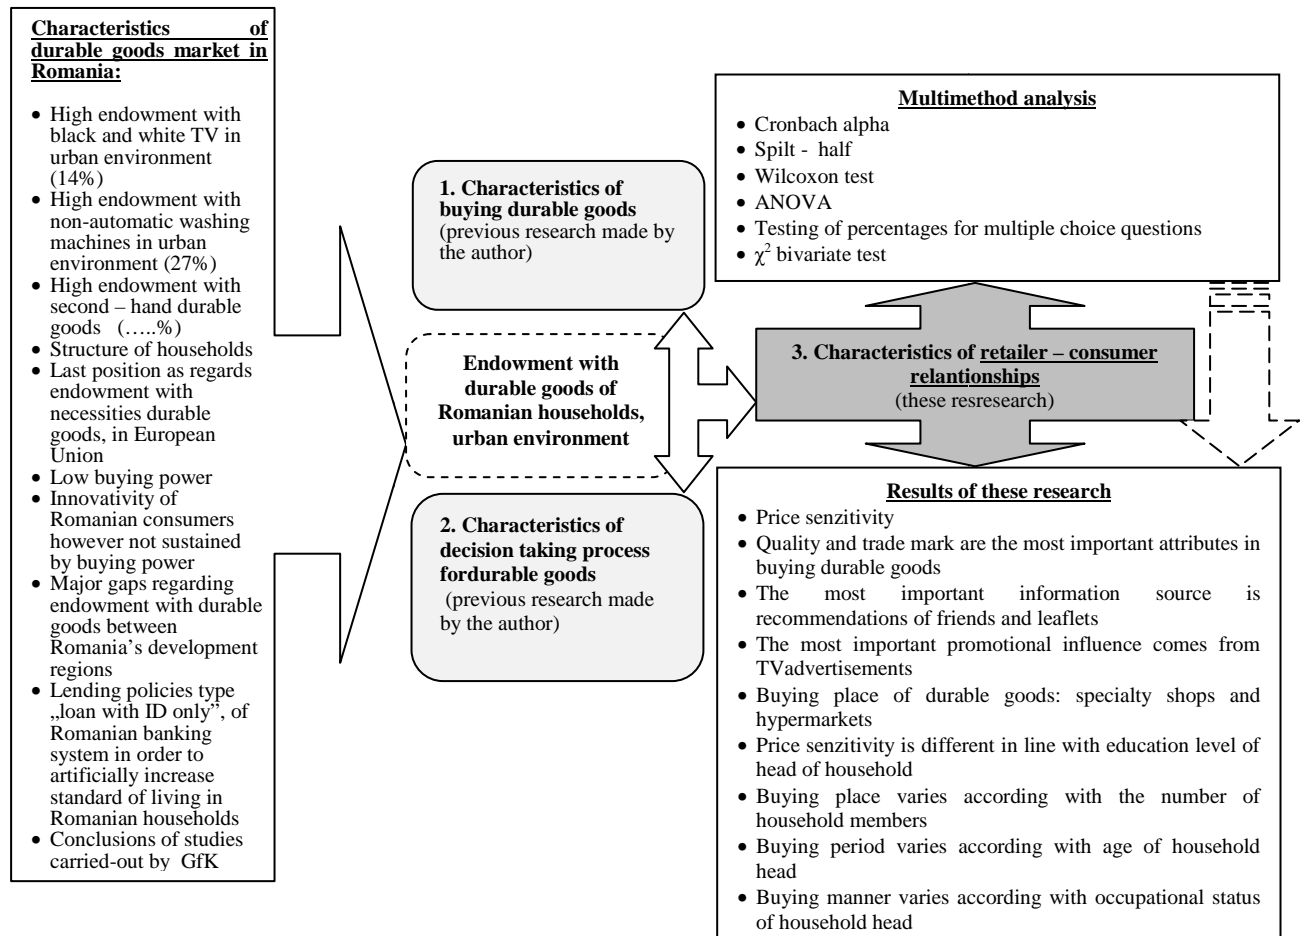 Characteristics of
durable goods market in
Romania:
• High endowment with
black and white TV in
urban environment
(14%)
• High endowment with
non-automatic washing
machines in urban
environment (27%)
• High endowment with
second – hand durable
goods (…..%)
• Structure of households
• Last position as regards
endowment with
necessities durable
goods, in European
Union
• Low buying power
• Innovativity of
Romanian consumers
however not sustained
by buying power
• Major gaps regarding
endowment with durable
goods between
Romania’s development
regions
• Lending policies type
„loan with ID only”, of
Romanian banking
system in order to
artificially increase
standard of living in
Romanian households
• Conclusions of studies
carried-out by GfK
1. Characteristics of
buying durable goods
(previous research made by
the author)
Endowment with
durable goods of
Romanian households,
urban environment
2. Characteristics of
decision taking process
fordurable goods
(previous research made
by the author)
Multimethod analysis
• Cronbach alpha
• Spilt - half
• Wilcoxon test
• ANOVA
• Testing of percentages for multiple choice questions
• χ² bivariate test
3. Characteristics of retailer – consumer
relantionships
(these resresearch)
Results of these research
• Price senzitivity
• Quality and trade mark are the most important attributes in
buying durable goods
• The most important information source is
recommendations of friends and leaflets
• The most important promotional influence comes from
TVadvertisements
• Buying place of durable goods: specialty shops and
hypermarkets
• Price senzitivity is different in line with education level of
head of household
• Buying place varies according with the number of
household members
• Buying period varies according with age of household
head
• Buying manner varies according with occupational status
of household head